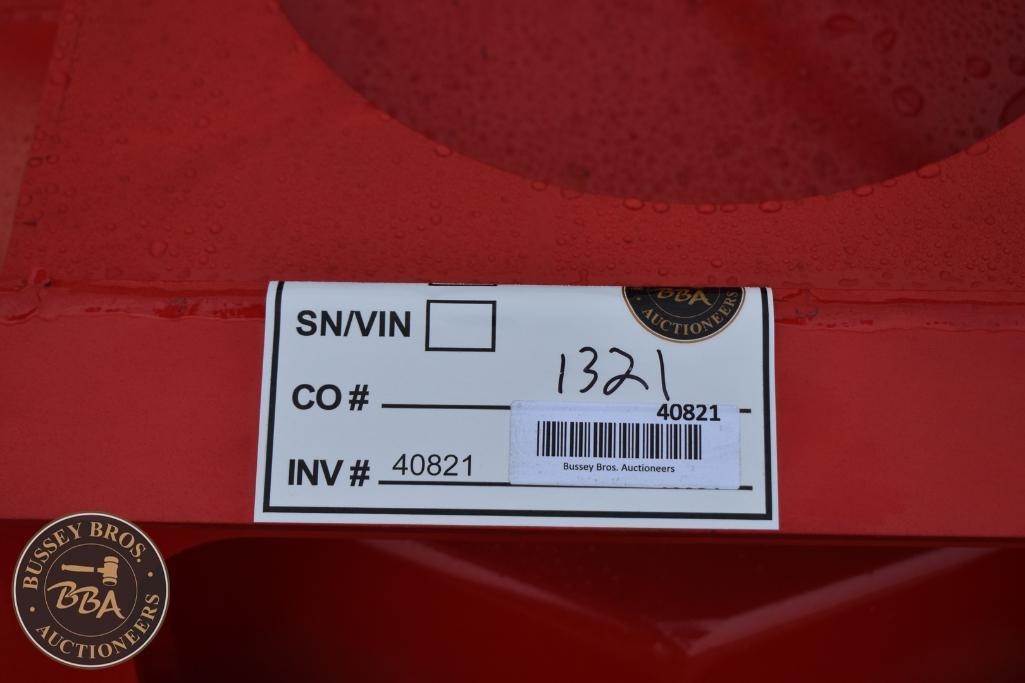 SN/VIN
BBA
AUCTIONEERS
1321
CO #
40821
INV # 40821
Bussey Bros. Auctioneers
BUSSEY BROS.
BBA
AUCTIONEERS